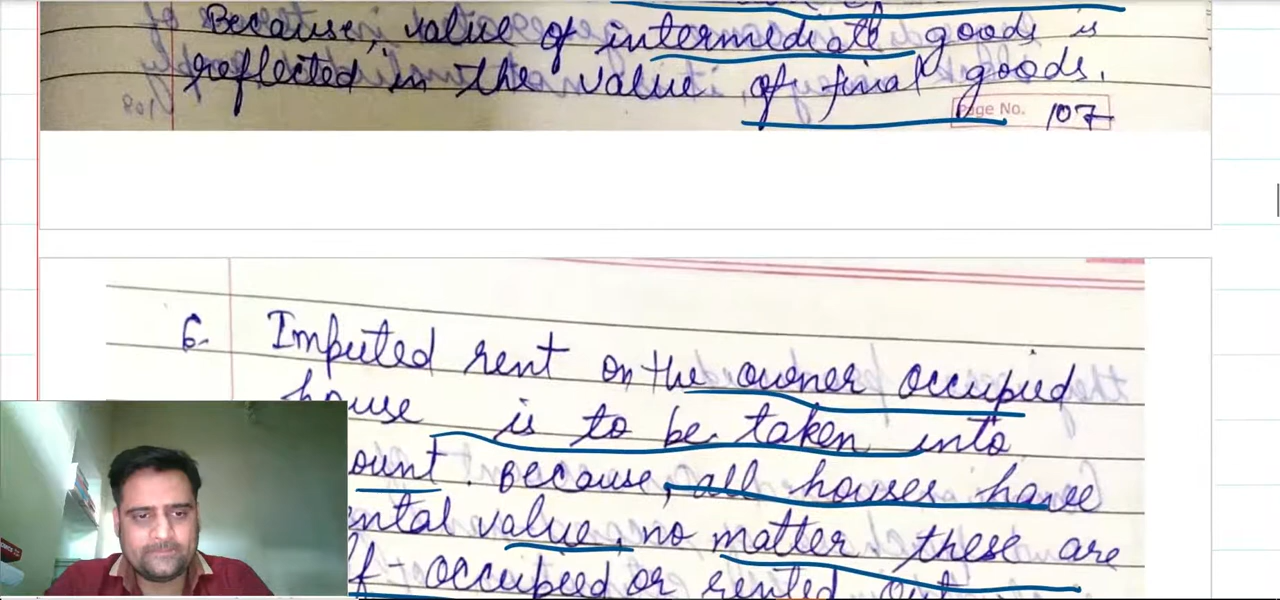 Because, value of intermediate goods is
reflected in the value of final goods.
Page No. 107
6. Imputed rent on the owner occupied
house is to be taken into
ount. Because, all houses have
ntal value, no matter, these are
f-occupied or rented out